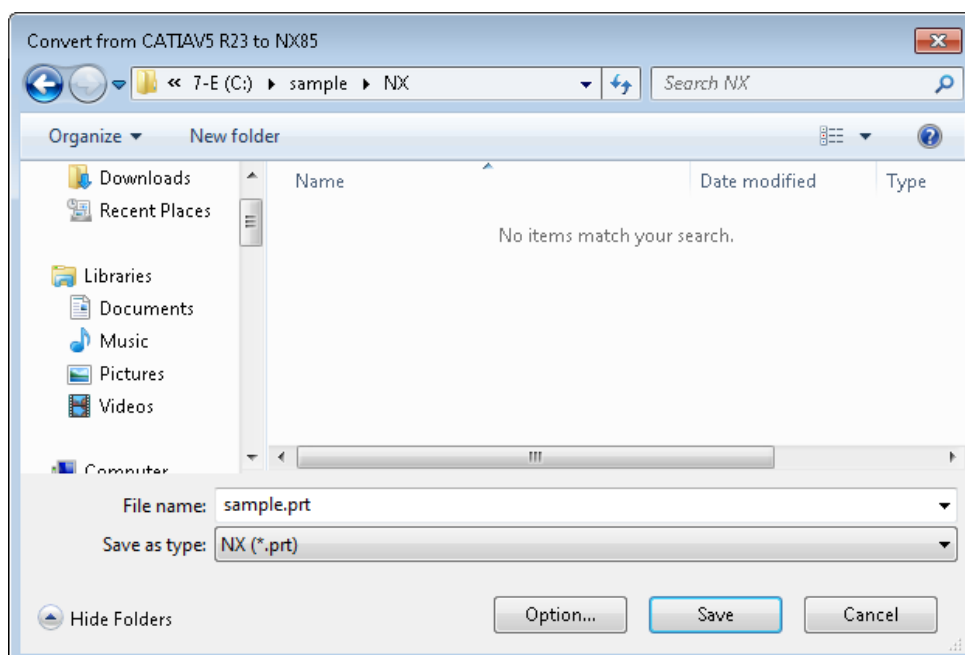 Convert from CATIAV5 R23 to NX85
« 7-E (C:) ▸ sample ▸ NX
Search NX
Organize
New folder
Downloads
Recent Places
Libraries
Documents
Music
Pictures
Videos
Computer
Name
Date modified
Type
No items match your search.
File name: sample.prt
Save as type: NX (*.prt)
Hide Folders
Option...
Save
Cancel